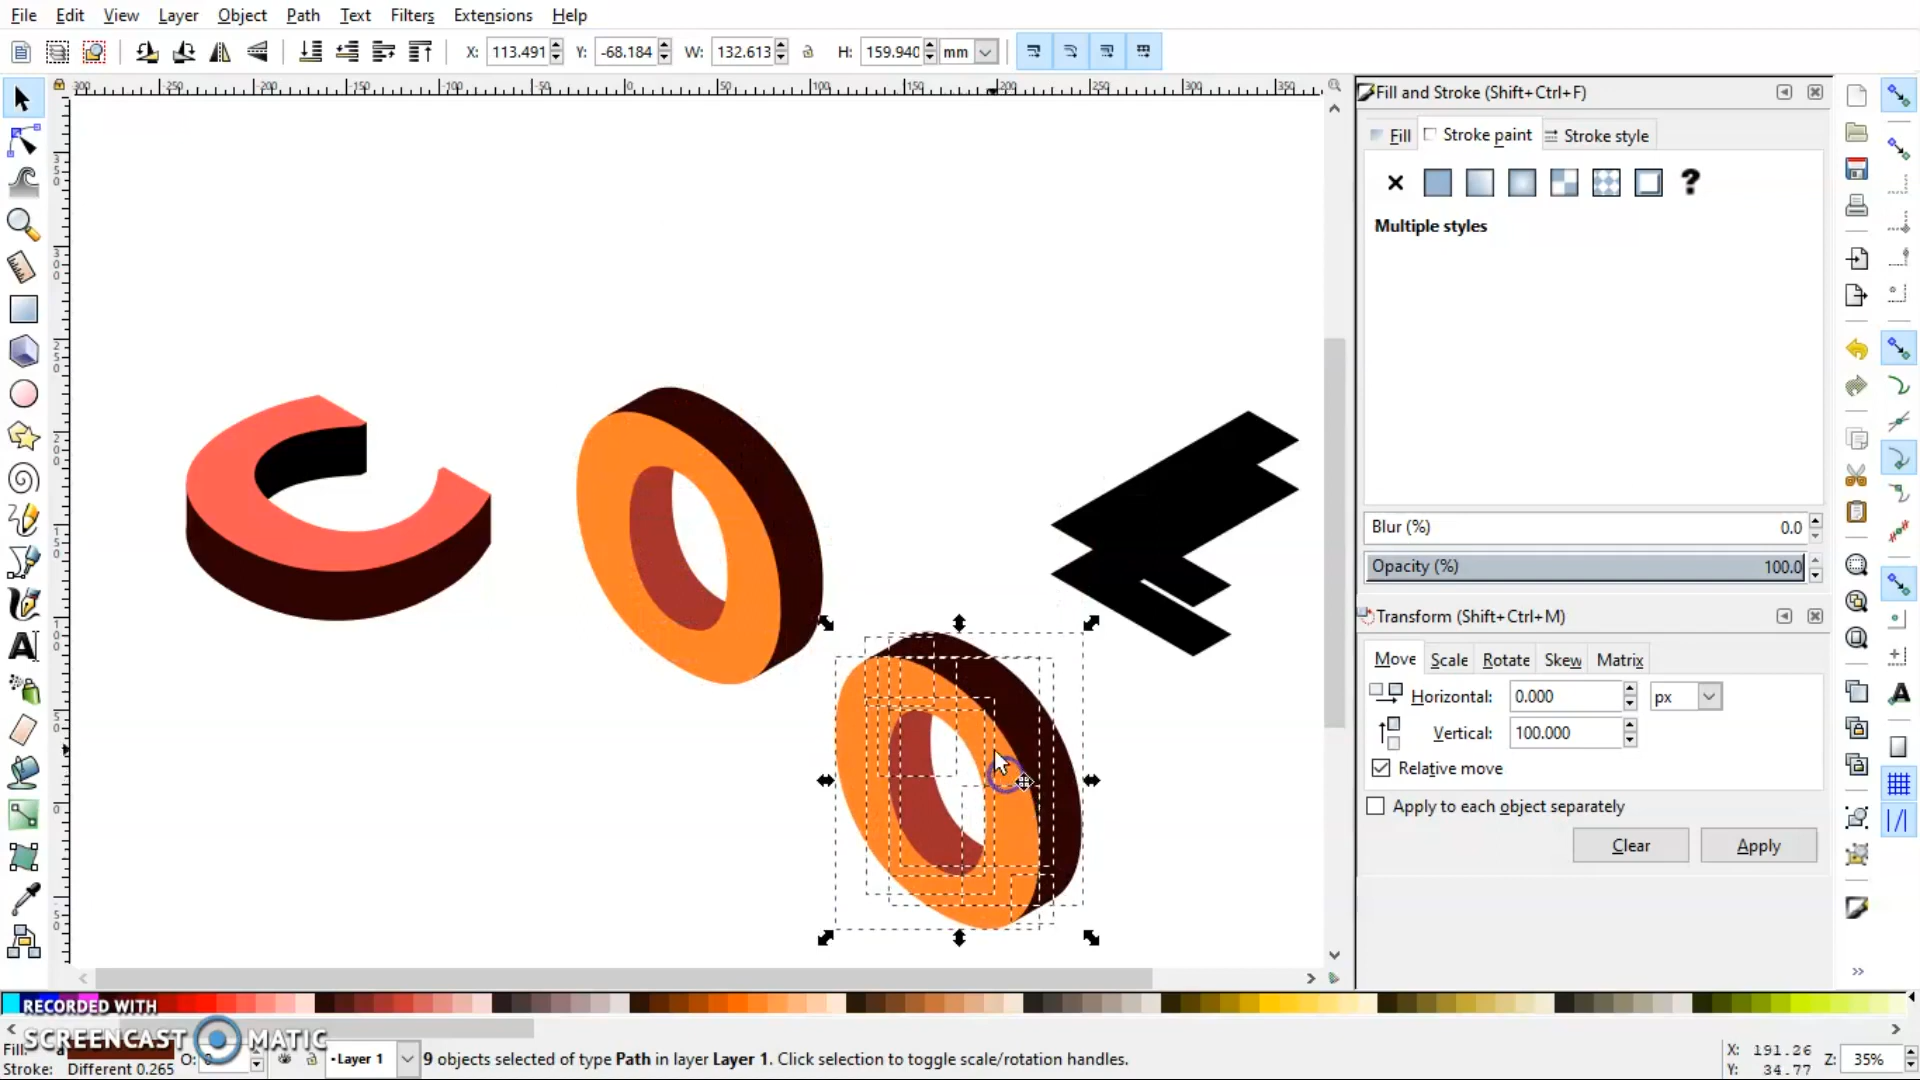 File Edit View Layer Object Path Text Filters Extensions Help
X: 113.491 Y: -68.184 W: 132.613 H: 159.940 mm
Fill and Stroke (Shift+Ctrl+F)
Fill Stroke paint Stroke style
?
Multiple styles
Blur (%) 0.0
Opacity (%) 100.0
Transform (Shift+Ctrl+M)
Move Scale Rotate Skew Matrix
Horizontal: 0.000 px
Vertical: 100.000
Relative move
Apply to each object separately
Clear Apply
RECORDED WITH
SCREENCAST MATIC
Fill: O:
Stroke: Different 0.265
•Layer 1
9 objects selected of type Path in layer Layer 1. Click selection to toggle scale/rotation handles.
X: 191.26
Y: 34.77
Z: 35%